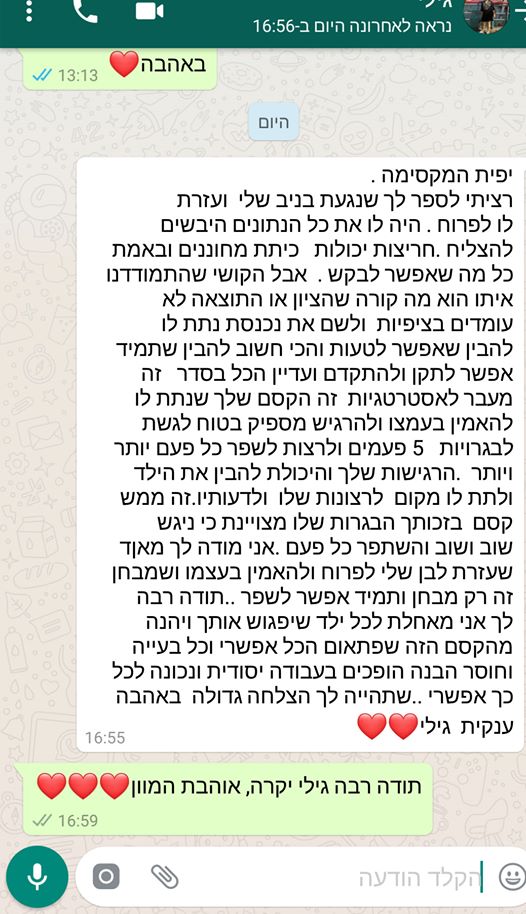 גילי
נראה לאחרונה היום ב-16:56
באהבה❤️
13:13
היום
יפית המקסימה .
רציתי לספר לך שנגעת בניב שלי ועזרת
לו לפרוח . היה לו את כל הנתונים היבשים
להצליח .חריצות יכולות כיתת מחוננים ובאמת
כל מה שאפשר לבקש . אבל הקושי שהתמודדנו
איתו הוא מה קורה שהציון או התוצאה לא
עומדים בציפיות ולשם את נכנסת נתת לו
להבין שאפשר לטעות והכי חשוב להבין שתמיד
אפשר לתקן ולהתקדם ועדיין הכל בסדר זה
מעבר לאסטרטגיות זה הקסם שלך שנתת לו
להאמין בעמצו ולהרגיש מספיק בטוח לגשת
לבגרויות 5 פעמים ולרצות לשפר כל פעם יותר
ויותר .הרגישות שלך והיכולת להבין את הילד
ולתת לו מקום לרצונות שלו ולדעותיו.זה ממש
קסם בזכותך הבגרות שלו מצויינת כי ניגש
שוב ושוב והשתפר כל פעם .אני מודה לך מאןד
שעזרת לבן שלי לפרוח ולהאמין בעצמו ושמבחן
זה רק מבחן ותמיד אפשר לשפר ..תודה רבה
לך אני מאחלת לכל ילד שיפגוש אותך ויהנה
מהקסם הזה שפתאום הכל אפשרי וכל בעייה
וחוסר הבנה הופכים בעבודה יסודית ונכונה לכל
כך אפשרי ..שתהייה לך הצלחה גדולה באהבה
ענקית גילי❤️❤️
16:55
תודה רבה גילי יקרה, אוהבת המוון❤️❤️❤️
16:59
הקלד הודעה